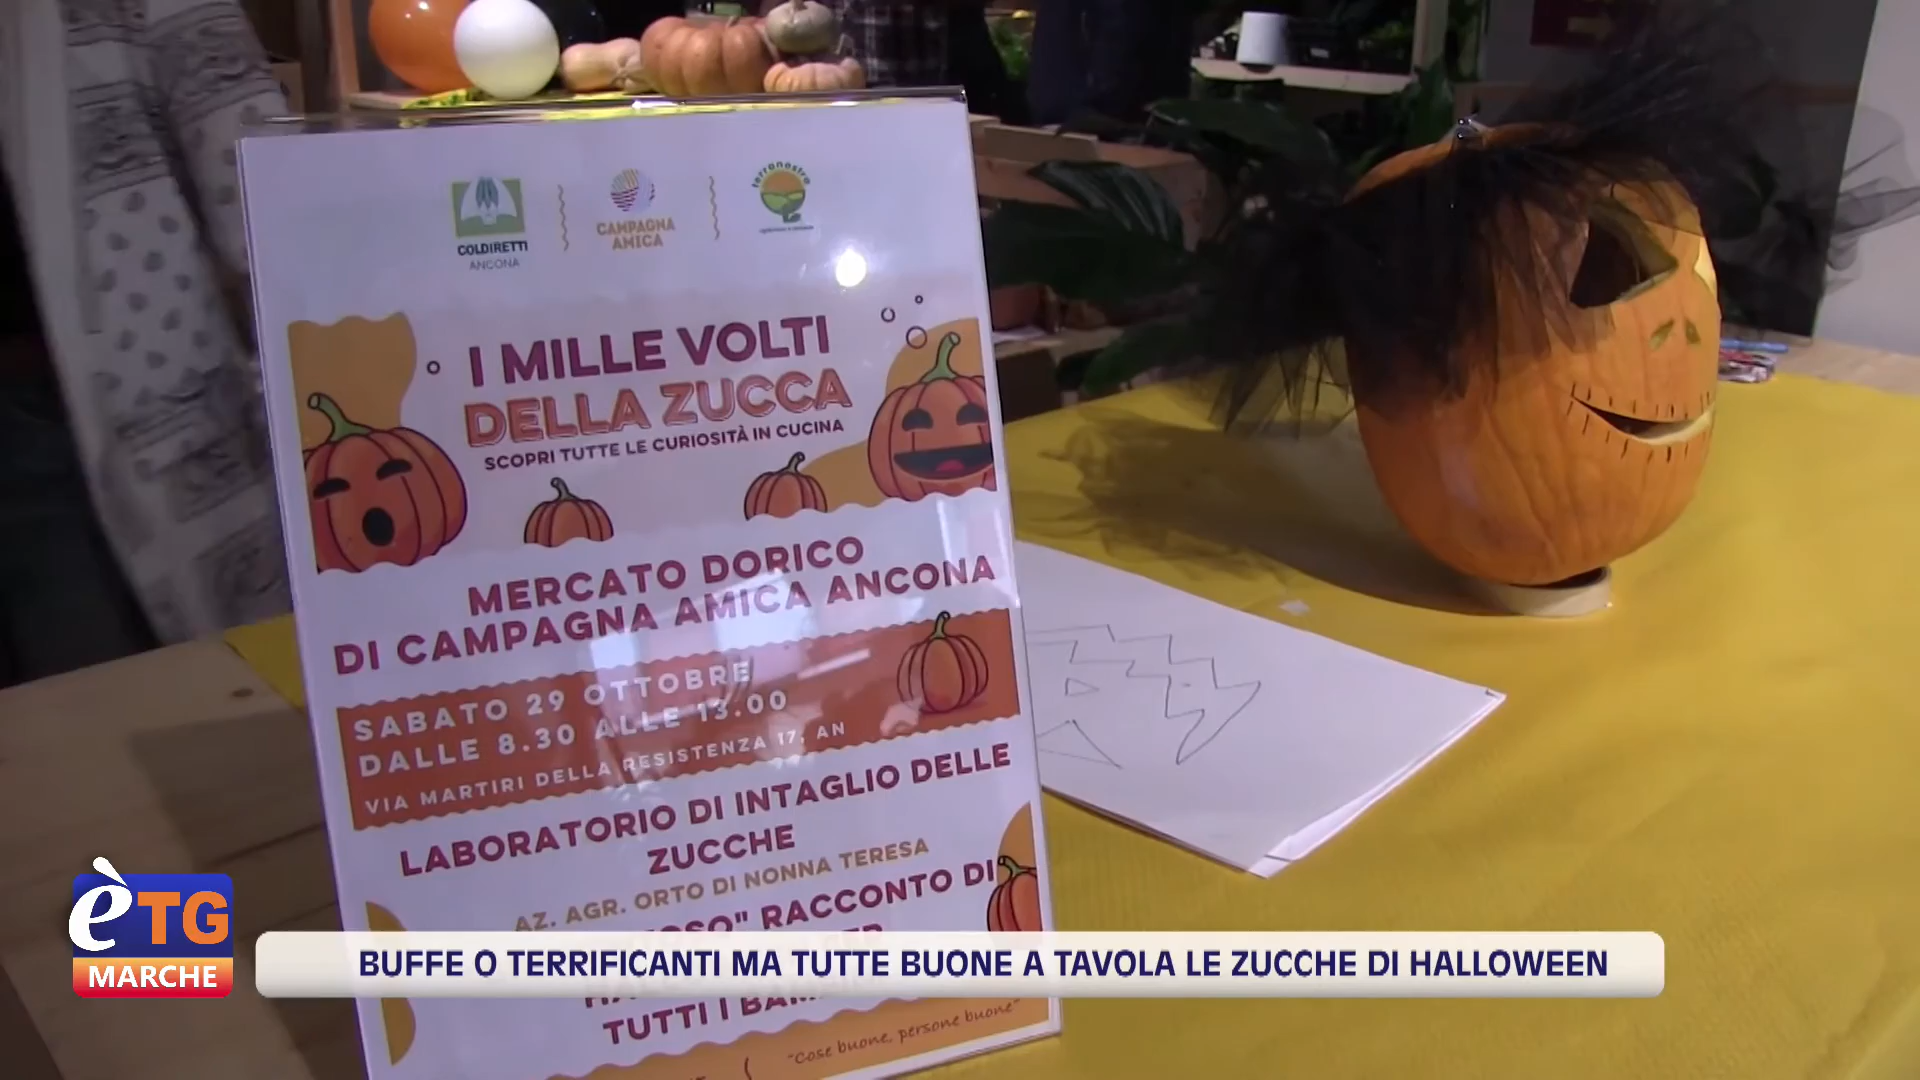 COLDIRETTI
ANCONA
CAMPAGNA
AMICA
terranostra
I MILLE VOLTI
DELLA ZUCCA
SCOPRI TUTTE LE CURIOSITÀ IN CUCINA
MERCATO DORICO
DI CAMPAGNA AMICA ANCONA
SABATO 29 OTTOBRE
DALLE 8.30 ALLE 13.00
VIA MARTIRI DELLA RESISTENZA 17, AN
LABORATORIO DI INTAGLIO DELLE
ZUCCHE
AZ. AGR. ORTO DI NONNA TERESA
RACCONTO DI
TUTTI I
"Cose buone, persone buone"
è TG
MARCHE
BUFFE O TERRIFICANTI MA TUTTE BUONE A TAVOLA LE ZUCCHE DI HALLOWEEN